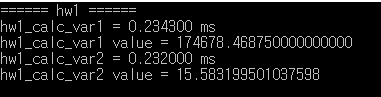 ====== hw1 ======
hw1_calc_var1 = 0.234300 ms
hw1_calc_var1 value = 174678.468750000000000
hw1_calc_var2 = 0.232000 ms
hw1_calc_var2 value = 15.583199501037598